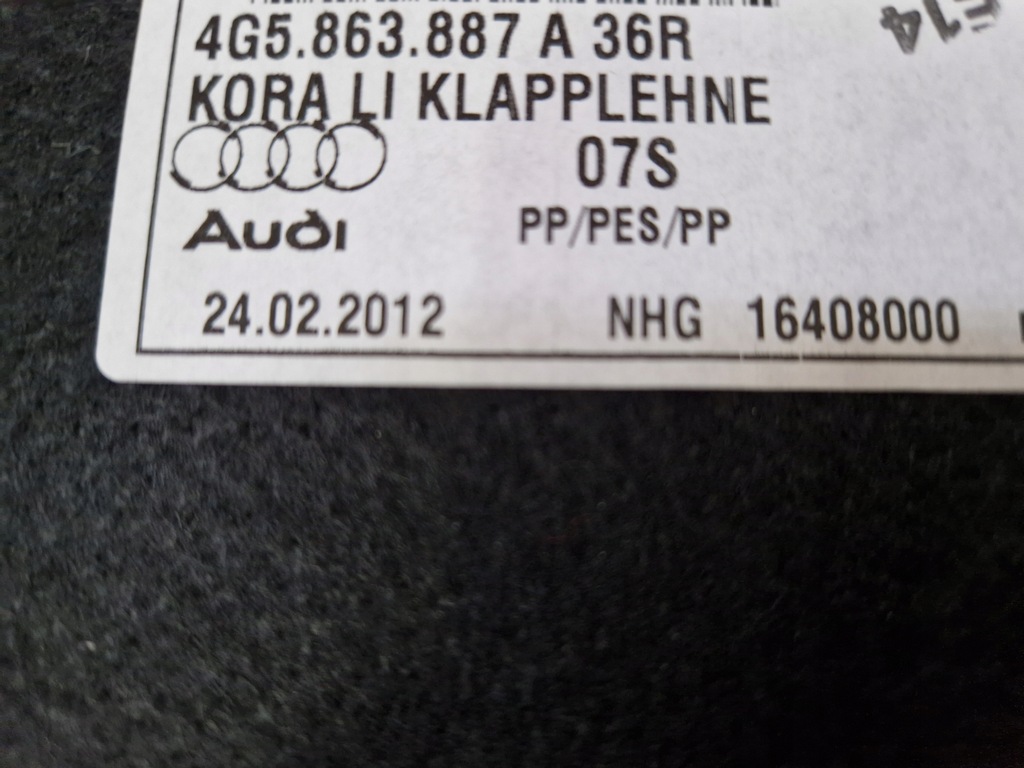 4G5.863.887 A 36R
KORA LI KLAPPLEHNE
07S
Audi
PP/PES/PP
24.02.2012 NHG 16408000